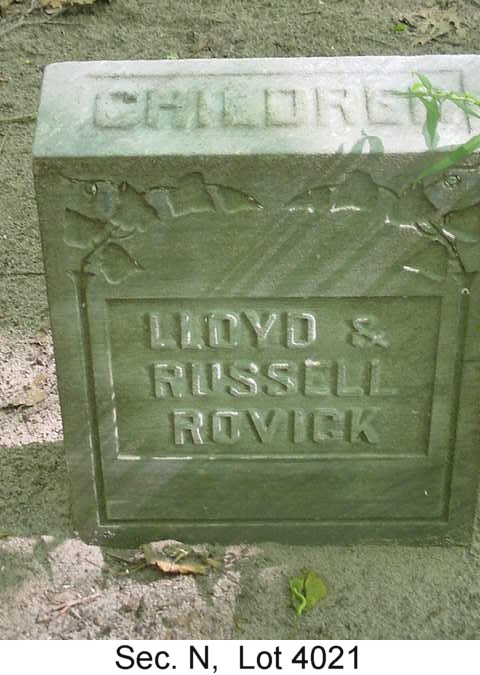 CHILDREN
LLOYD &
RUSSELL
ROVICK
Sec. N, Lot 4021